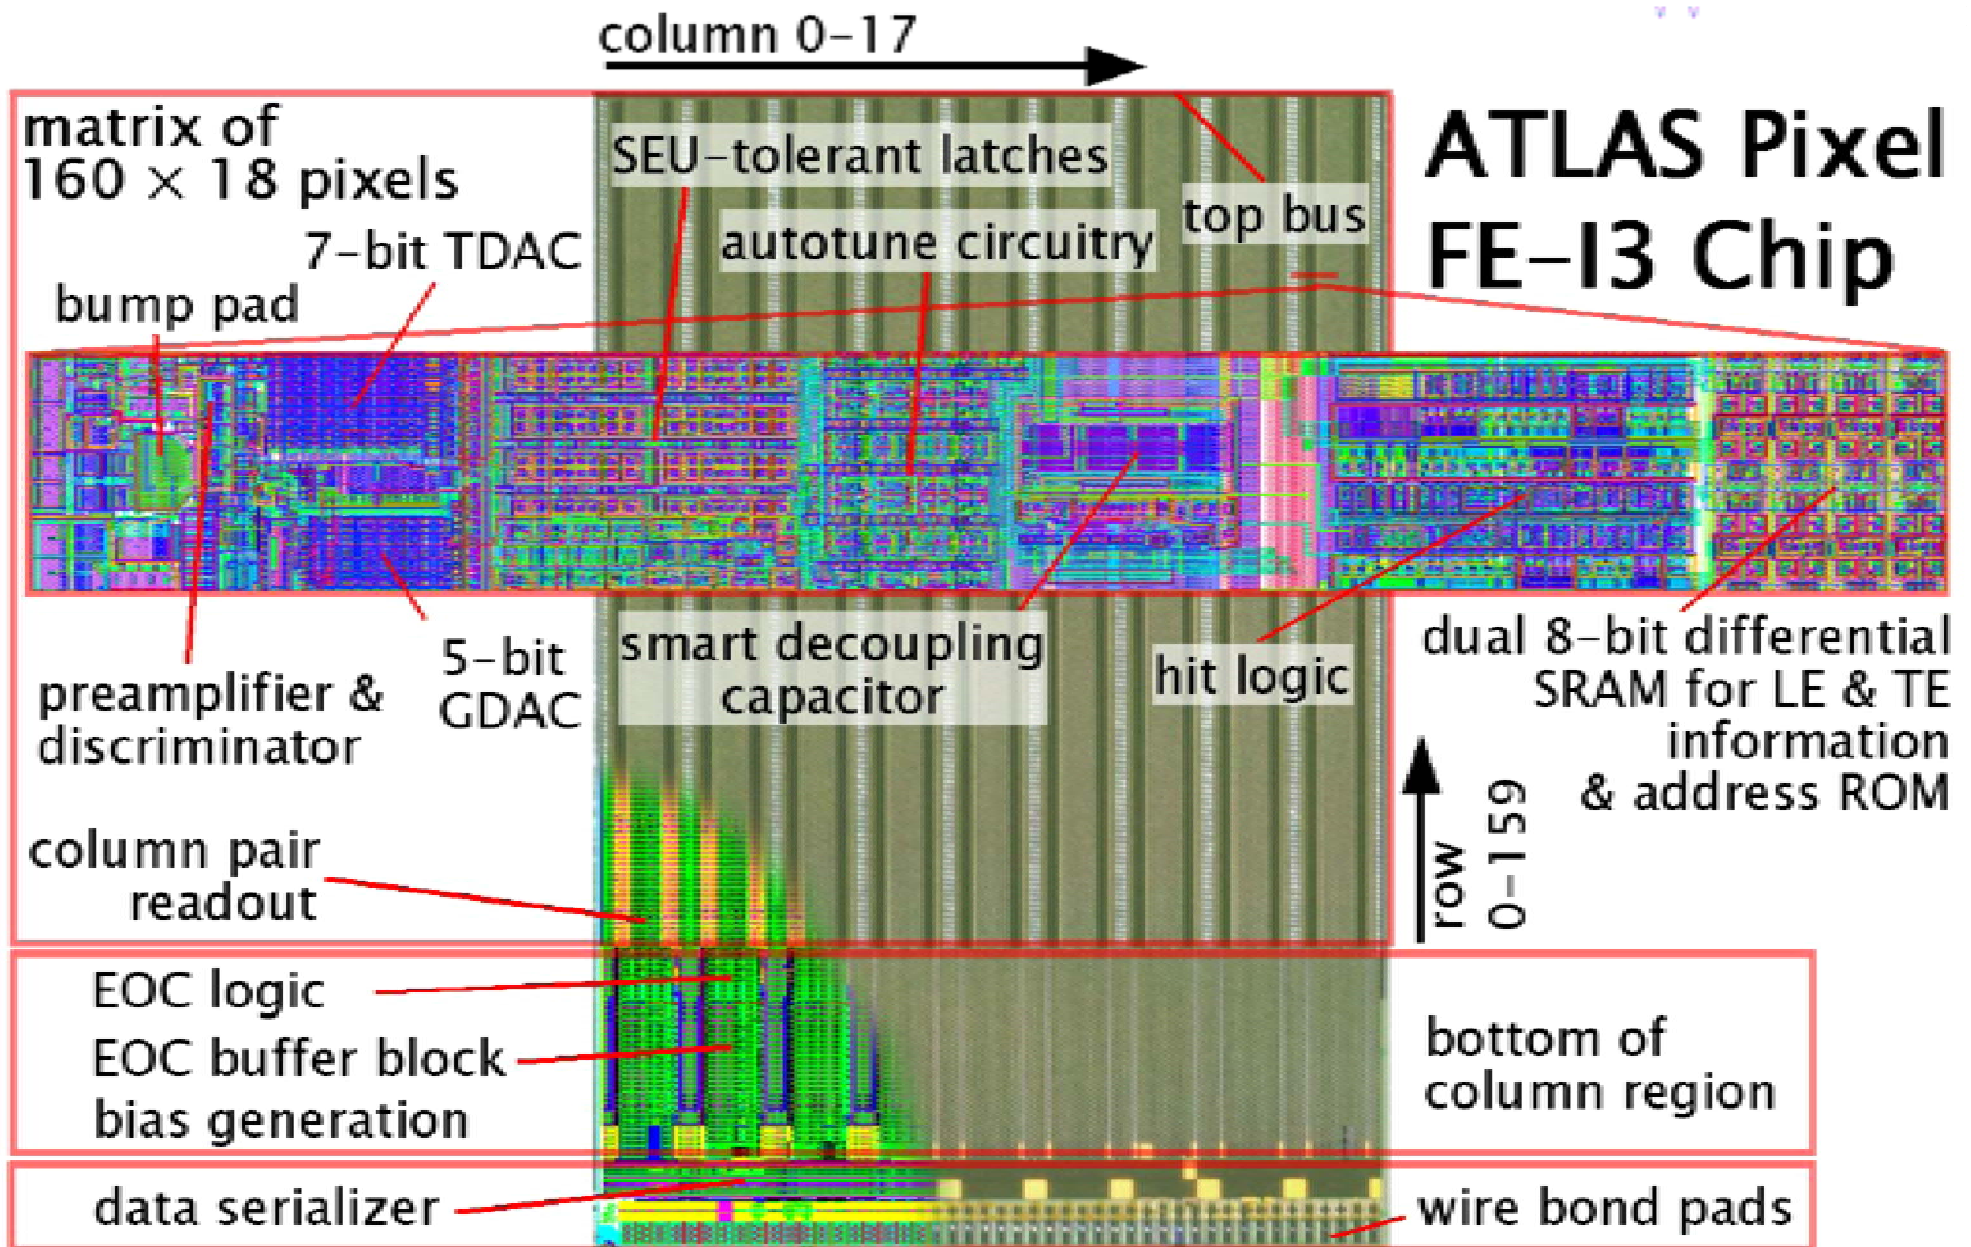 column 0-17
matrix of
160 × 18 pixels
ATLAS Pixel
FE-I3 Chip
SEU-tolerant latches
top bus
autotune circuitry
7-bit TDAC
bump pad
preamplifier &
discriminator
5-bit
GDAC
smart decoupling
capacitor
hit logic
dual 8-bit differential
SRAM for LE & TE
information
& address ROM
row
0-159
column pair
readout
EOC logic
EOC buffer block
bias generation
bottom of
column region
data serializer
wire bond pads